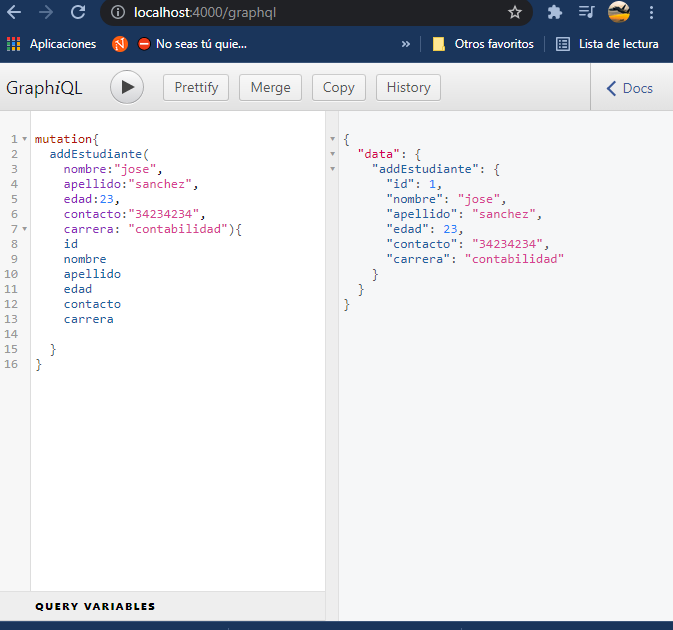 localhost:4000/graphql
Aplicaciones
No seas tú quie...
»
Otros favoritos
Lista de lectura
GraphiQL
Prettify
Merge
Copy
History
Docs
1 mutation{
2 addEstudiante(
3 nombre:"jose",
4 apellido:"sanchez",
5 edad:23,
6 contacto:"34234234",
7 carrera: "contabilidad"){
8 id
9 nombre
10 apellido
11 edad
12 contacto
13 carrera
14
15 }
16 }
QUERY VARIABLES
{
"data": {
"addEstudiante": {
"id": 1,
"nombre": "jose",
"apellido": "sanchez",
"edad": 23,
"contacto": "34234234",
"carrera": "contabilidad"
}
}
}